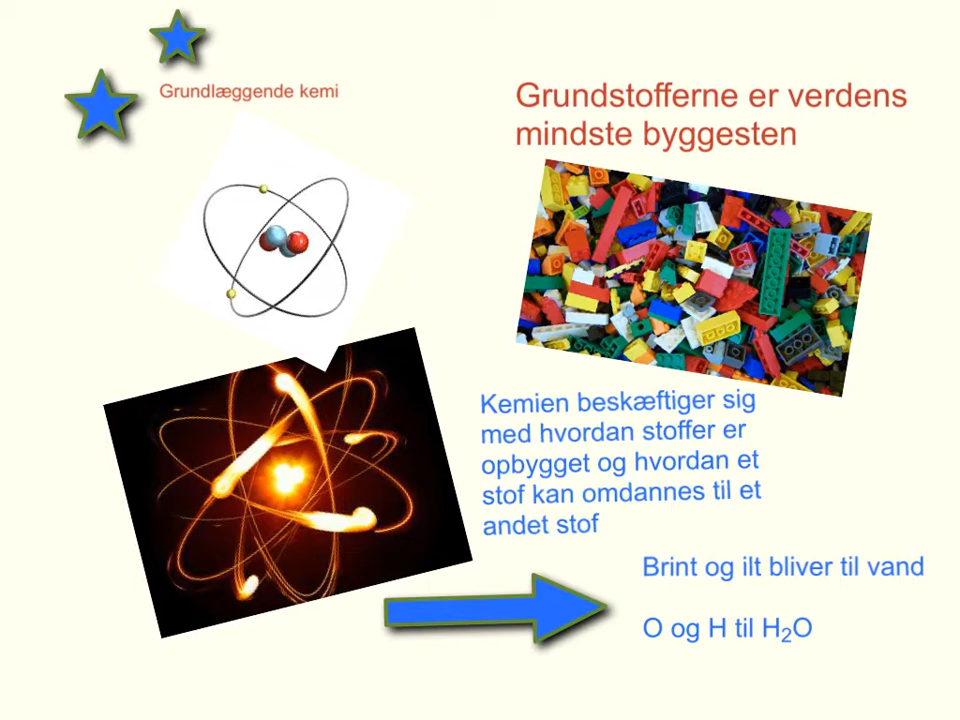 Grundlæggende kemi
Grundstofferne er verdens
mindste byggesten
Kemien beskæftiger sig
med hvordan stoffer er
opbygget og hvordan et
stof kan omdannes til et
andet stof
Brint og ilt bliver til vand
O og H til H₂O